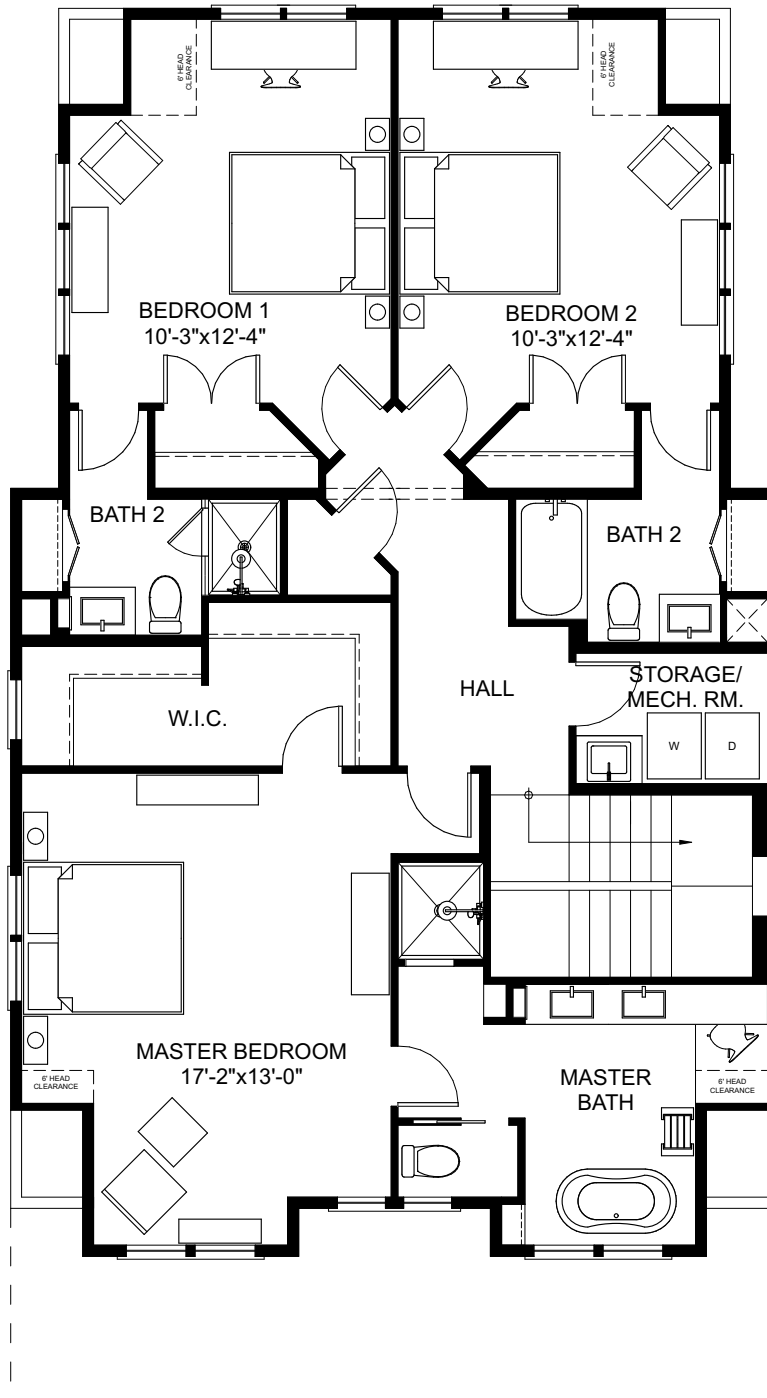 6' HEAD
CLEARANCE
6' HEAD
CLEARANCE
BEDROOM 1
10'-3"x12'-4"
BEDROOM 2
10'-3"x12'-4"
BATH 2
BATH 2
HALL
STORAGE/
MECH. RM.
W.I.C.
W
D
MASTER BEDROOM
17'-2"x13'-0"
MASTER
BATH
6' HEAD
CLEARANCE
6' HEAD
CLEARANCE